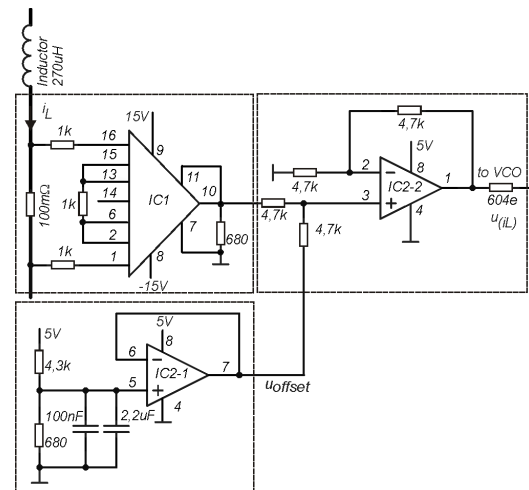 Inductor
270uH
iL
1k
16
15V
9
15
13
14
1k
6
2
1k
1
100mΩ
11
10
IC1
7
8
-15V
680
4,7k
4,7k
5V
2
8
IC2-2
3
4
1
4,7k
4,7k
to VCO
604e
u(iL)
5V
4,3k
5V
6
8
IC2-1
7
5
4
100nF
2,2uF
680
uoffset